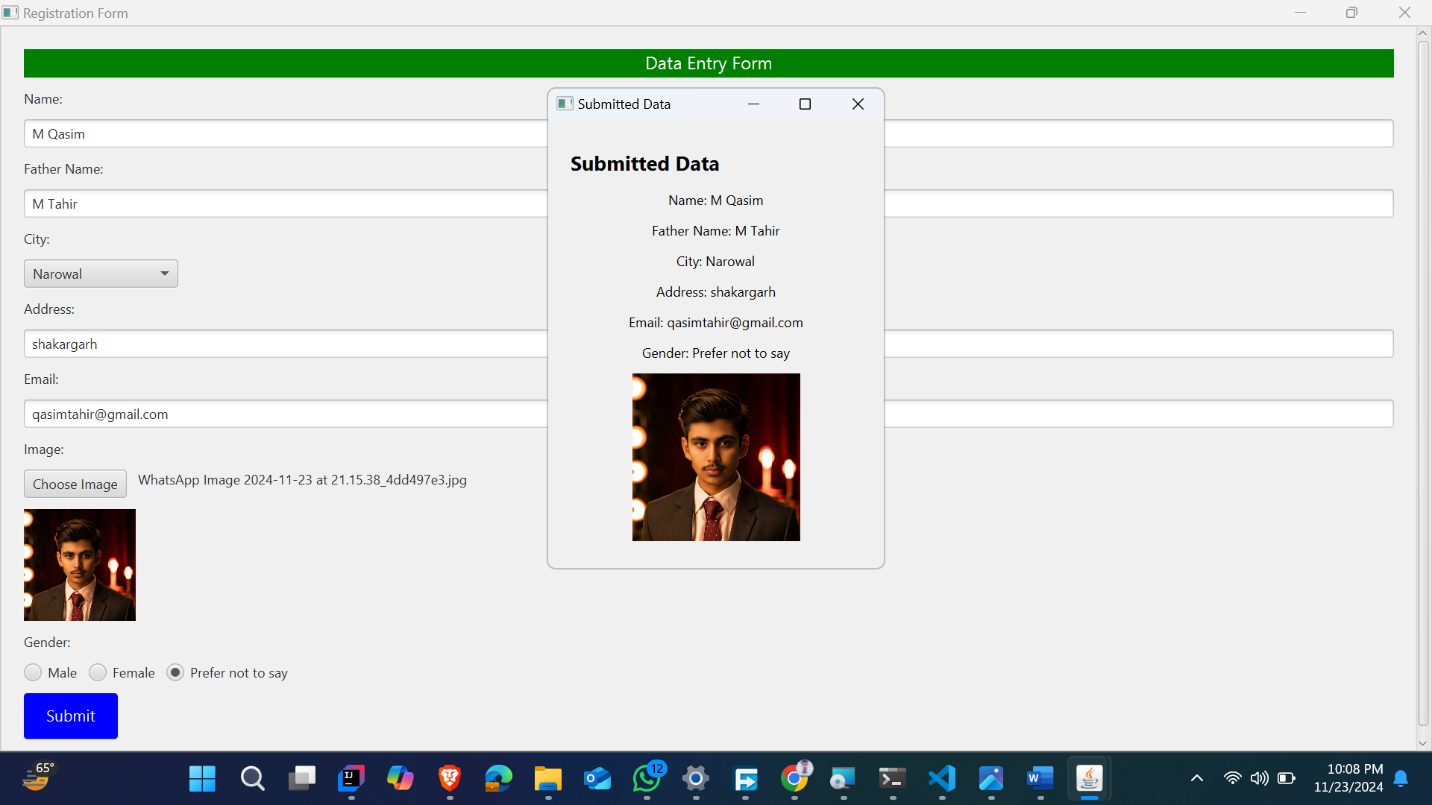 Registration Form
Data Entry Form
Name:
M Qasim
Father Name:
M Tahir
City:
Narowal
Address:
shakargarh
Email:
qasimtahir@gmail.com
Image:
Choose Image WhatsApp Image 2024-11-23 at 21.15.38_4dd497e3.jpg
Gender:
Male Female Prefer not to say
Submit
Submitted Data
Submitted Data
Name: M Qasim
Father Name: M Tahir
City: Narowal
Address: shakargarh
Email: qasimtahir@gmail.com
Gender: Prefer not to say
65°
IJ
12
W
10:08 PM
11/23/2024